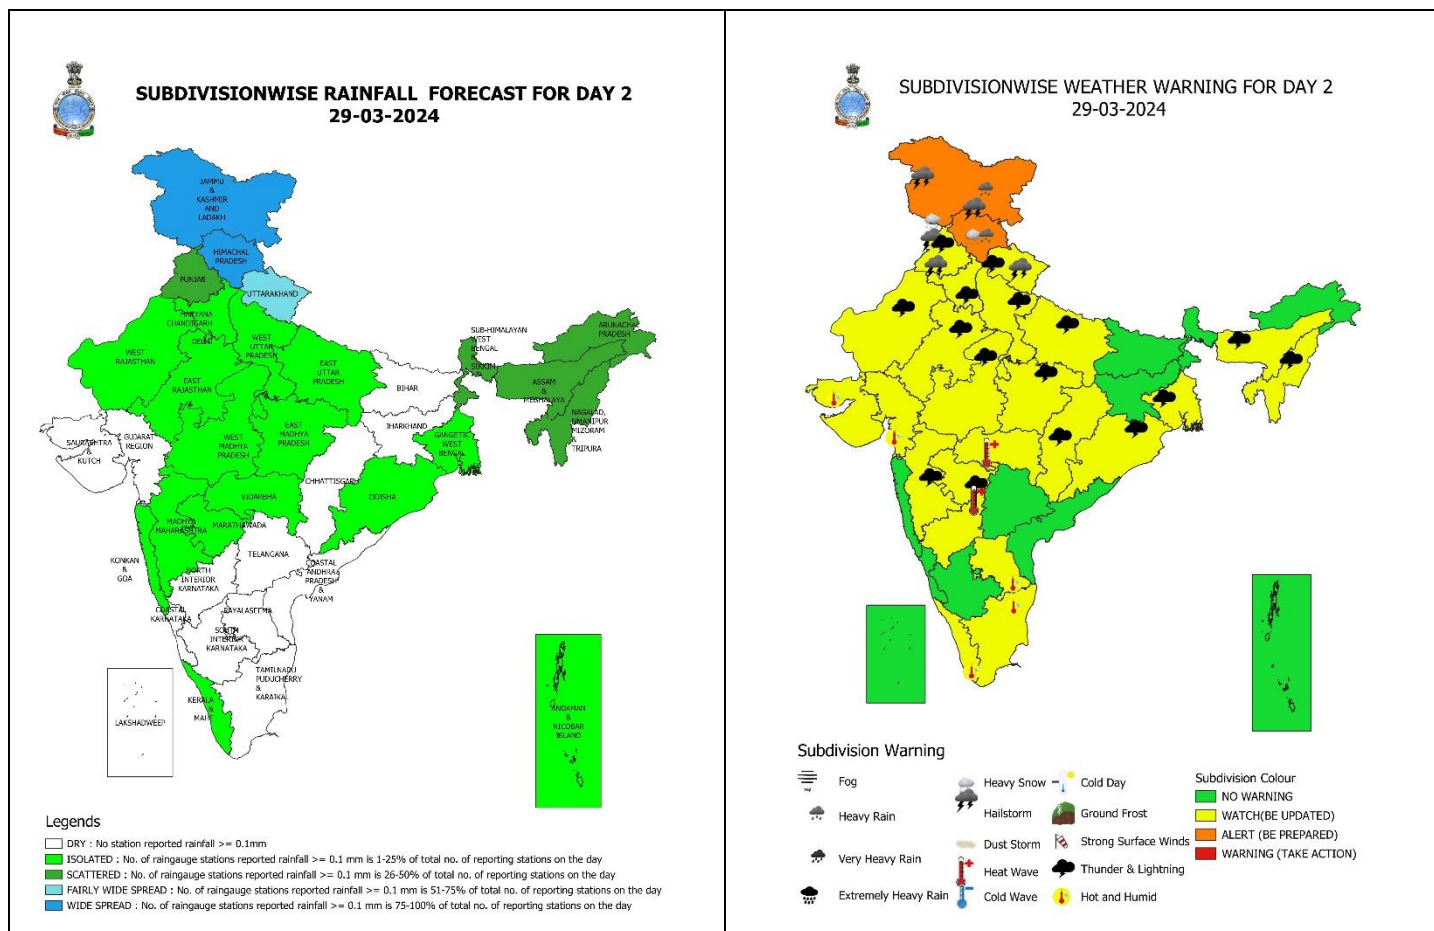 SUBDIVISIONWISE RAINFALL FORECAST FOR DAY 2
29-03-2024
JAMMU
&
KASHMIR
AND
LADAKH
HIMACHAL
PRADESH
PUNJAB
UTTARAKHAND
HARYANA
CHANDIGARH
&
DELHI
WEST
UTTAR
PRADESH
WEST
RAJASTHAN
EAST
UTTAR
PRADESH
EAST
RAJASTHAN
SUB-HIMALAYAN
WEST
BENGAL
&
SIKKIM
ARUNACHAL
PRADESH
BIHAR
ASSAM
&
MEGHALAYA
NAGALAD,
MANIPUR
MIZORAM
&
TRIPURA
JHARKHAND
GANGETIC
WEST
BENGAL
SAURASHTRA
&
KUTCH
GUJARAT
REGION
WEST
MADHYA
PRADESH
EAST
MADHYA
PRADESH
CHHATTISGARH
ODISHA
VIDARBHA
MADHYA
MAHARASHTRA
MARATHAWADA
TELANGANA
KONKAN
&
GOA
NORTH
INTERIOR
KARNATAKA
COASTAL
ANDHRA
PRADESH
&
YANAM
COASTAL
KARNATAKA
RAYALASEEMA
SOUTH
INTERIOR
KARNATAKA
TAMILNADU
PUDUCHERRY
&
KARAIKAL
KERALA
&
MAHE
LAKSHADWEEP
ANDAMAN
&
NICOBAR
ISLAND
Legends
DRY : No station reported rainfall >= 0.1mm
ISOLATED : No. of raingauge stations reported rainfall >= 0.1 mm is 1-25% of total no. of reporting stations on the day
SCATTERED : No. of raingauge stations reported rainfall >= 0.1 mm is 26-50% of total no. of reporting stations on the day
FAIRLY WIDE SPREAD : No. of raingauge stations reported rainfall >= 0.1 mm is 51-75% of total no. of reporting stations on the day
WIDE SPREAD : No. of raingauge stations reported rainfall >= 0.1 mm is 75-100% of total no. of reporting stations on the day
SUBDIVISIONWISE WEATHER WARNING FOR DAY 2
29-03-2024
Subdivision Warning
Fog
Heavy Rain
Very Heavy Rain
Extremely Heavy Rain
Heavy Snow
Hailstorm
Dust Storm
Heat Wave
Cold Wave
Cold Day
Ground Frost
Strong Surface Winds
Thunder & Lightning
Hot and Humid
Subdivision Colour
NO WARNING
WATCH(BE UPDATED)
ALERT (BE PREPARED)
WARNING (TAKE ACTION)